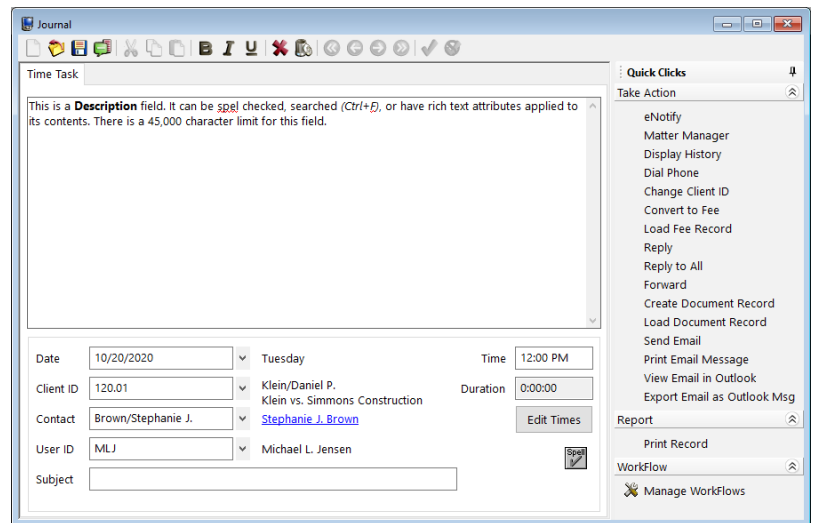 Journal
B I U
Time Task
This is a Description field. It can be spel checked, searched (Ctrl+F), or have rich text attributes applied to
its contents. There is a 45,000 character limit for this field.
Date 10/20/2020 Tuesday Time 12:00 PM
Client ID 120.01 Klein/Daniel P. Duration 0:00:00
Klein vs. Simmons Construction
Contact Brown/Stephanie J. Stephanie J. Brown Edit Times
User ID MLJ Michael L. Jensen Spell
Subject
Quick Clicks
Take Action
eNotify
Matter Manager
Display History
Dial Phone
Change Client ID
Convert to Fee
Load Fee Record
Reply
Reply to All
Forward
Create Document Record
Load Document Record
Send Email
Print Email Message
View Email in Outlook
Export Email as Outlook Msg
Report
Print Record
WorkFlow
Manage WorkFlows